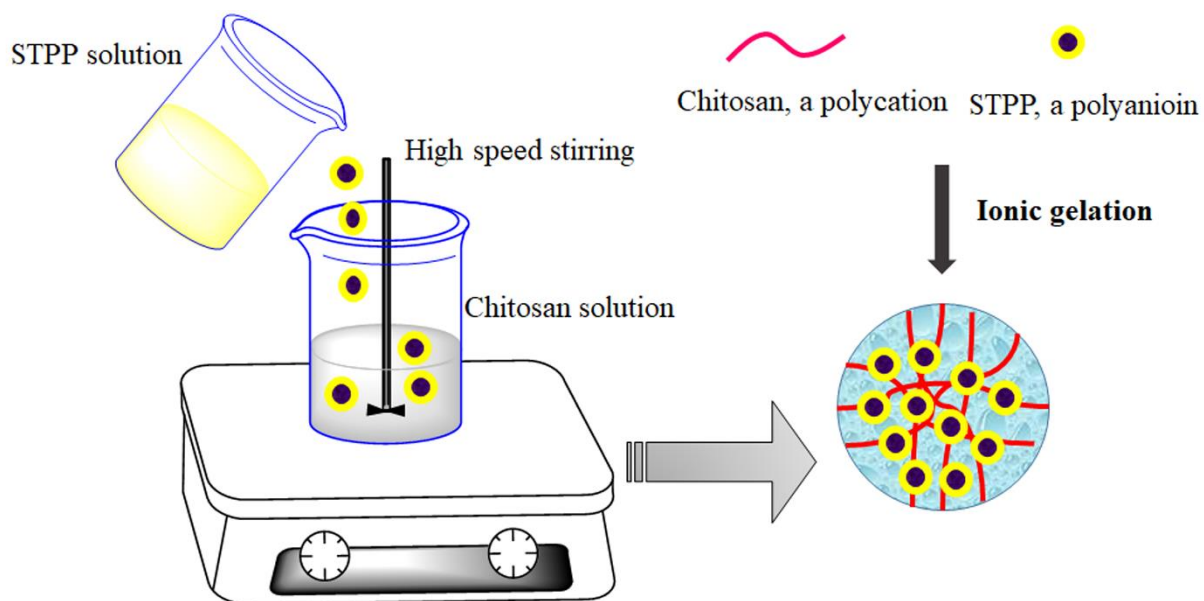 STPP solution
High speed stirring
Chitosan solution
Chitosan, a polycation
STPP, a polyanioin
Ionic gelation